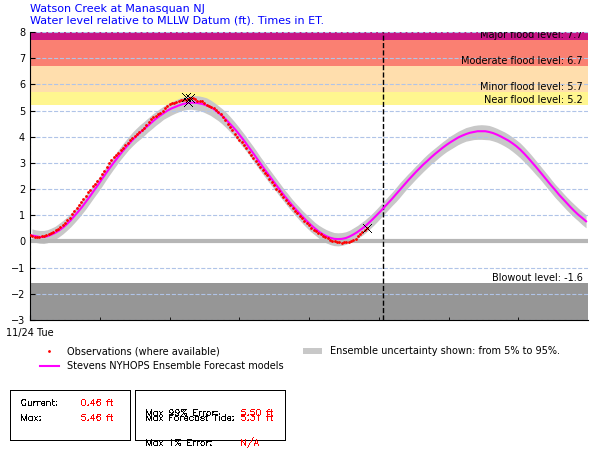 Watson Creek at Manasquan NJ
Water level relative to MLLW Datum (ft). Times in ET.
8
Major flood level: 7.7
7
Moderate flood level: 6.7
6
Minor flood level: 5.7
Near flood level: 5.2
5
4
3
2
1
0
−1
Blowout level: -1.6
−2
−3
11/24 Tue
Observations (where available)
Ensemble uncertainty shown: from 5% to 95%.
Stevens NYHOPS Ensemble Forecast models
Current: 0.46 ft
Max: 5.46 ft
Max 99% Error: 5.50 ft
Max Forecast Tide: 5.31 ft
Max 1% Error: N/A